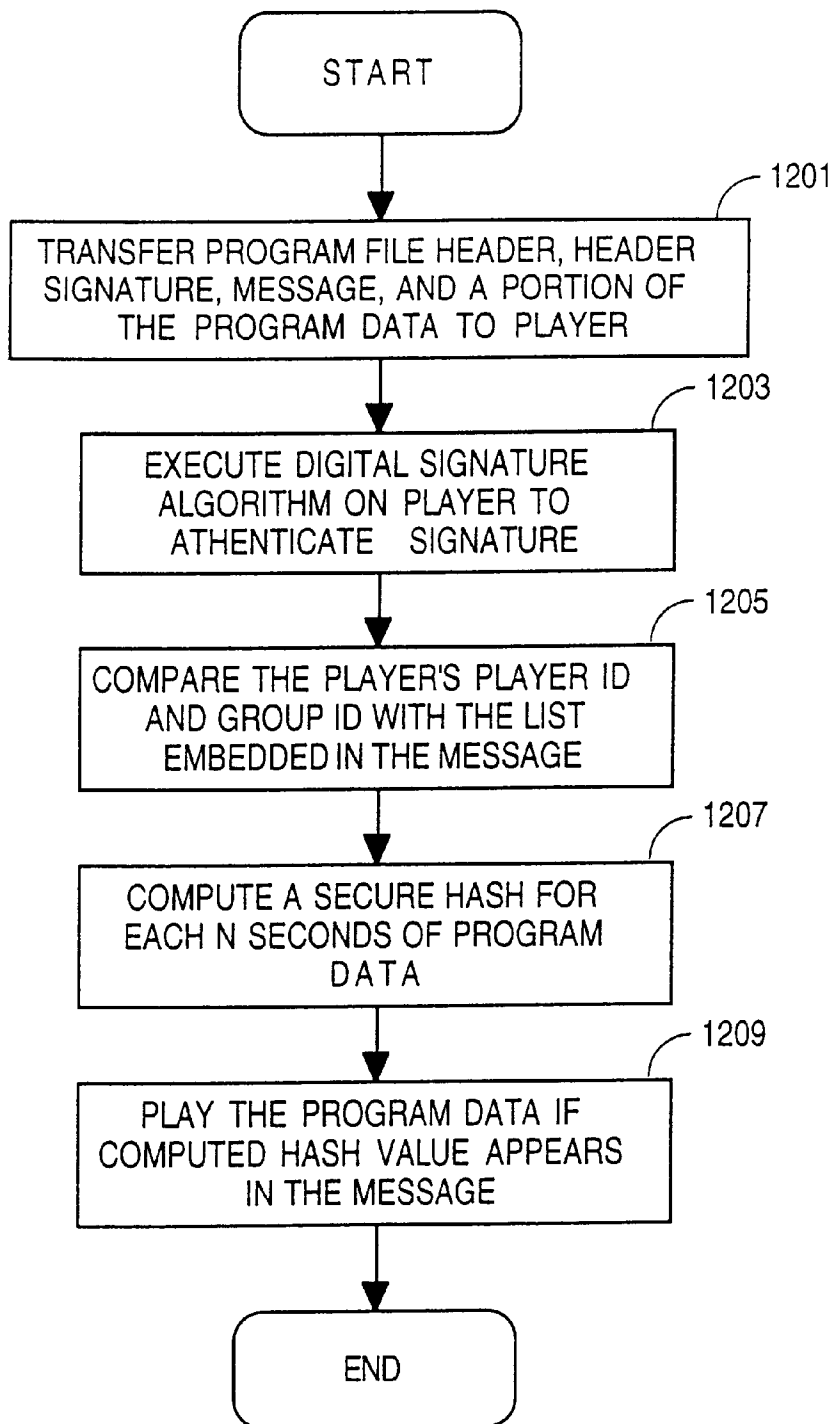 START
1201
TRANSFER PROGRAM FILE HEADER, HEADER
SIGNATURE, MESSAGE, AND A PORTION OF
THE PROGRAM DATA TO PLAYER
1203
EXECUTE DIGITAL SIGNATURE
ALGORITHM ON PLAYER TO
ATHENTICATE SIGNATURE
1205
COMPARE THE PLAYER'S PLAYER ID
AND GROUP ID WITH THE LIST
EMBEDDED IN THE MESSAGE
1207
COMPUTE A SECURE HASH FOR
EACH N SECONDS OF PROGRAM
DATA
1209
PLAY THE PROGRAM DATA IF
COMPUTED HASH VALUE APPEARS
IN THE MESSAGE
END